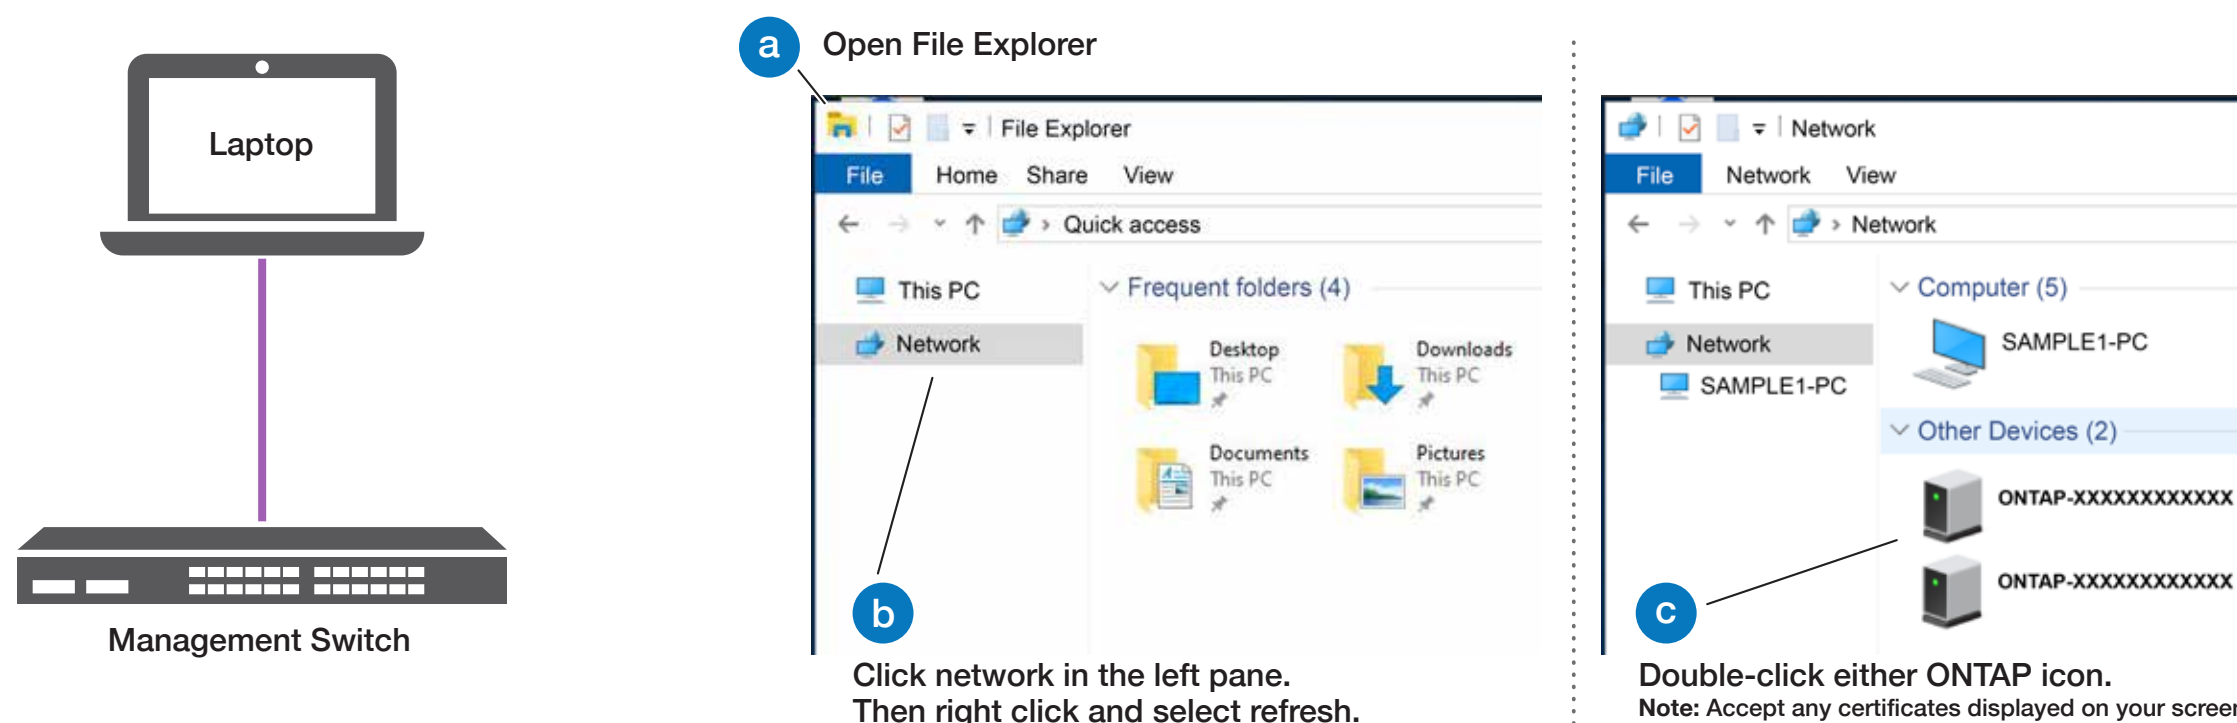 Laptop
Management Switch
a
Open File Explorer
File Explorer
File Home Share View
Quick access
This PC
Network
Frequent folders (4)
Desktop
This PC
Downloads
This PC
Documents
This PC
Pictures
This PC
b
Click network in the left pane.
Then right click and select refresh.
Network
File Network View
Network
This PC
Network
SAMPLE1-PC
Computer (5)
SAMPLE1-PC
Other Devices (2)
ONTAP-XXXXXXXXXXXX
ONTAP-XXXXXXXXXXXX
c
Double-click either ONTAP icon.
Note: Accept any certificates displayed on your screen